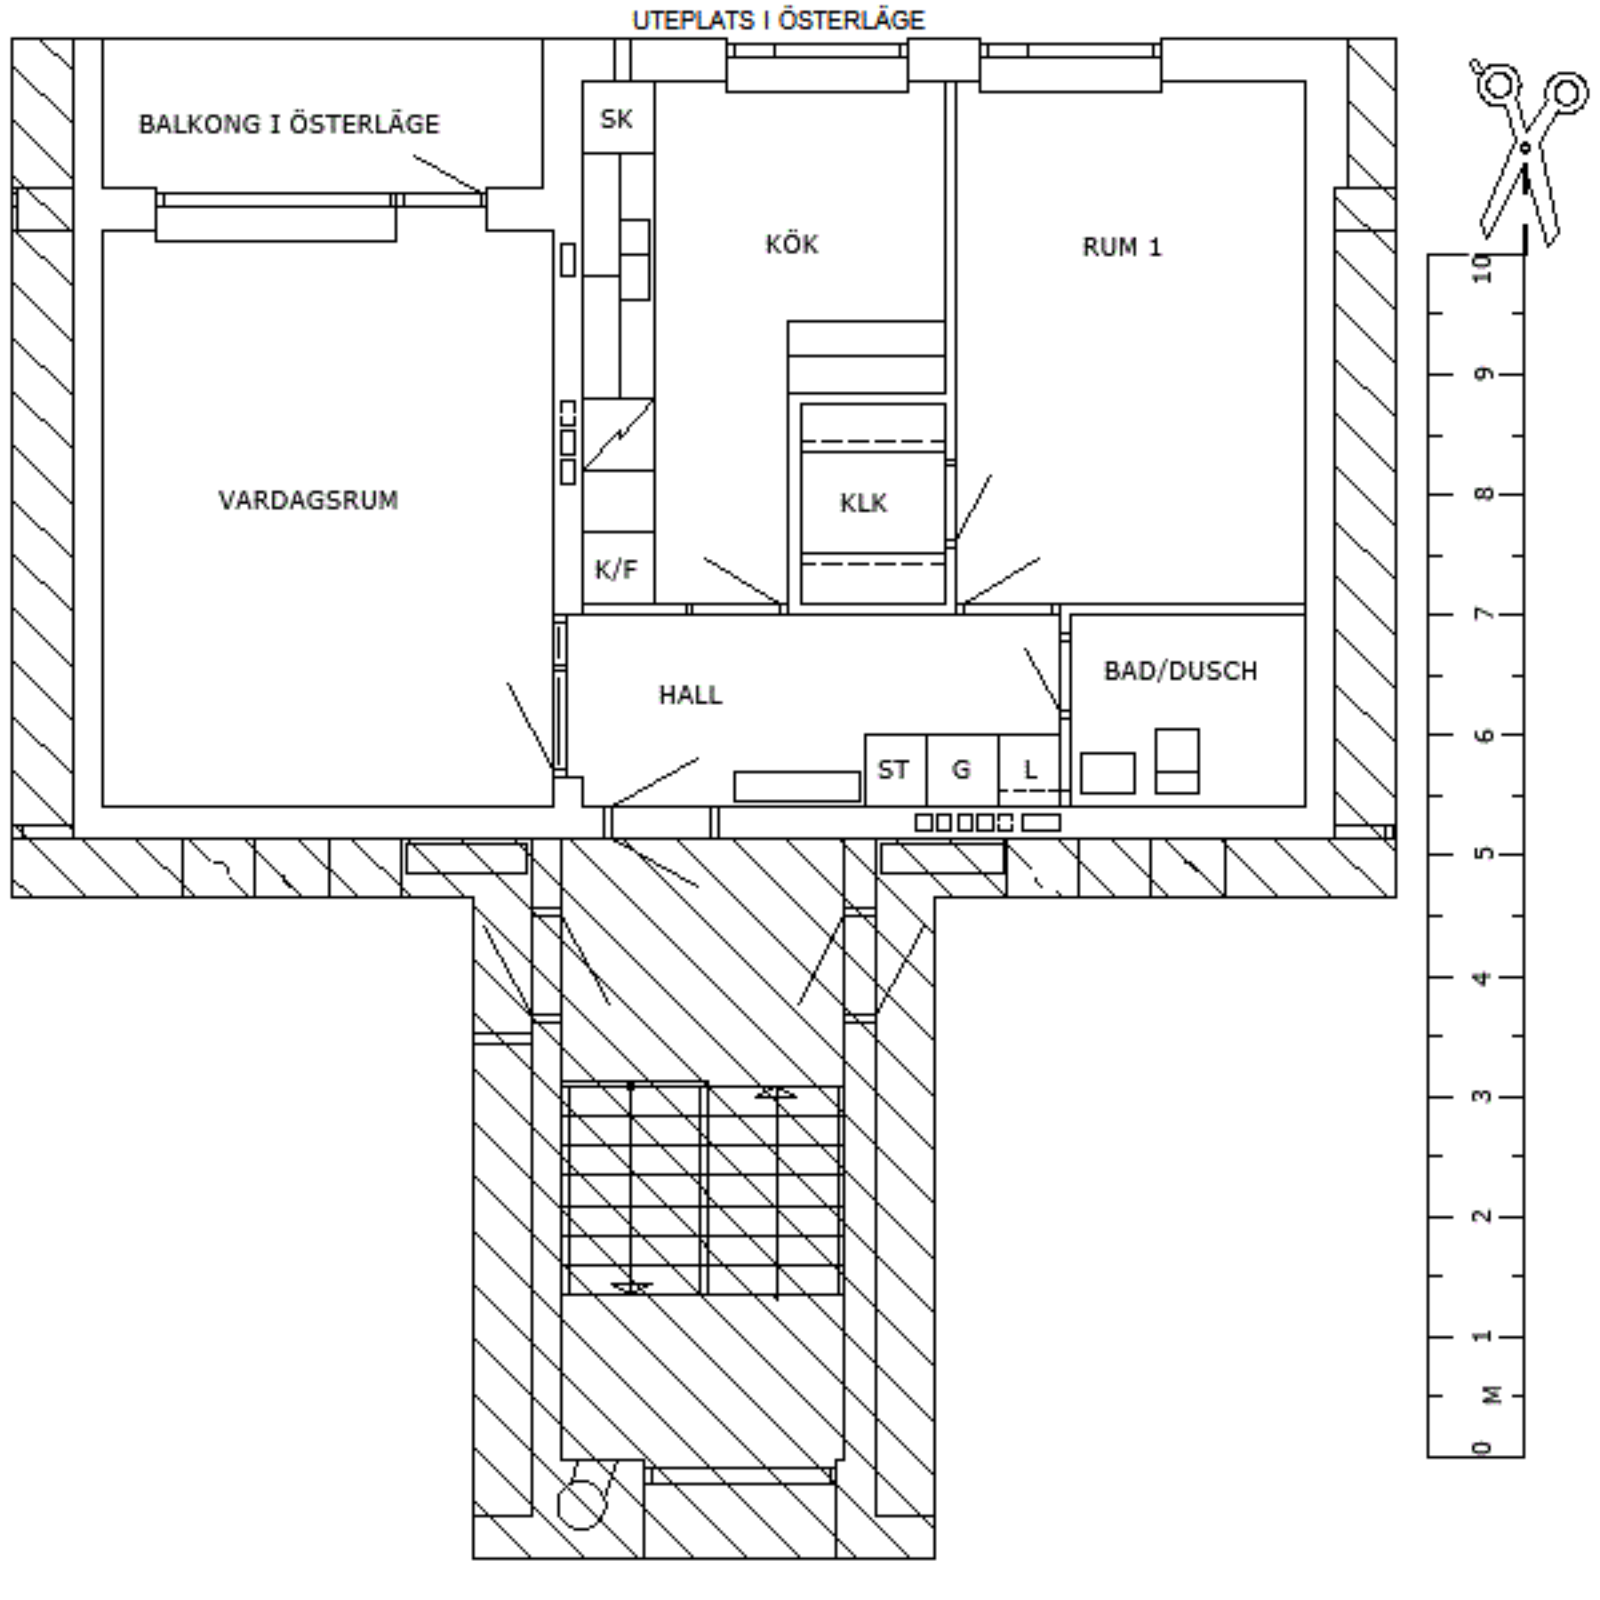 UTEPLATS I ÖSTERLÄGE
BALKONG I ÖSTERLÄGE
SK
KÖK
RUM 1
VARDAGSRUM
KLK
K/F
HALL
BAD/DUSCH
ST
G
L
10
9
8
7
6
5
4
3
2
1
M
0